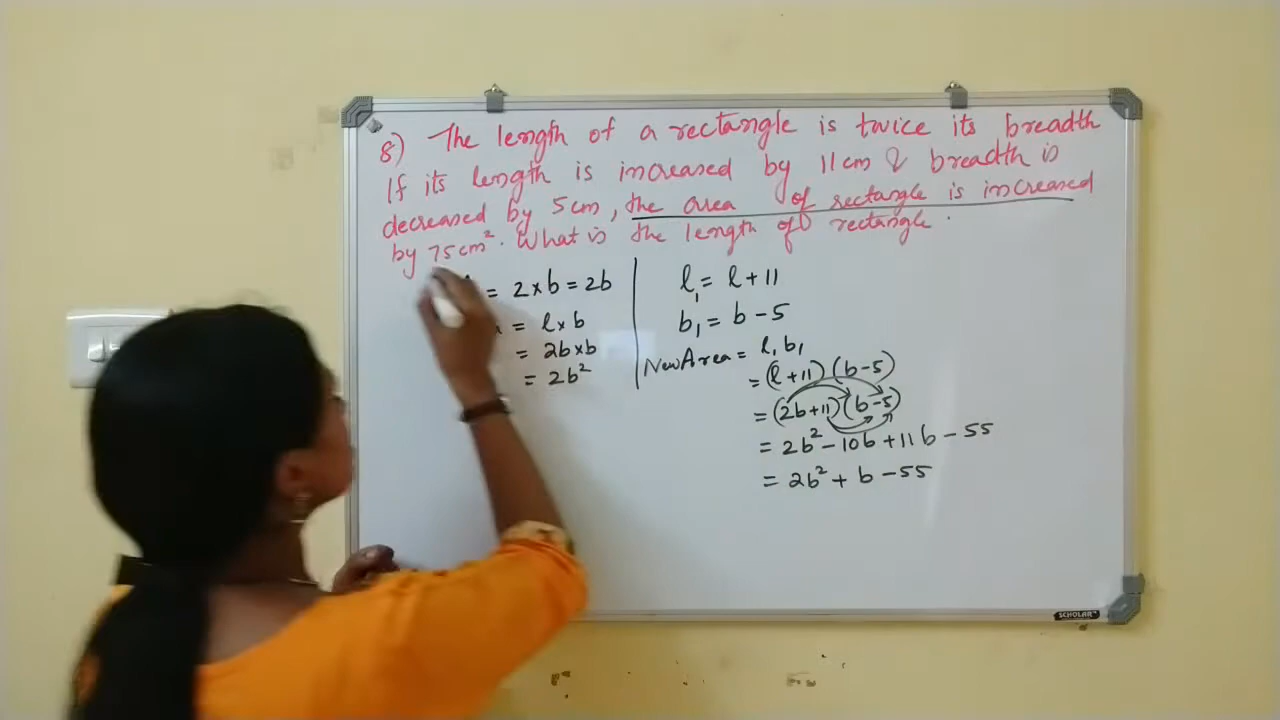 8) The length of a rectangle is twice its breadth
If its length is increased by 11cm & breadth is
decreased by 5cm, the area of rectangle is increased
by 75cm². What is the length of rectangle.
= 2×b = 2b
= l×b
= 2b×b
= 2b²
l₁ = l+11
b₁ = b-5
New Area = l₁ b₁
= (l+11)(b-5)
= (2b+11)(b-5)
= 2b²-10b+11b-55
= 2b²+b-55
SCHOLAR